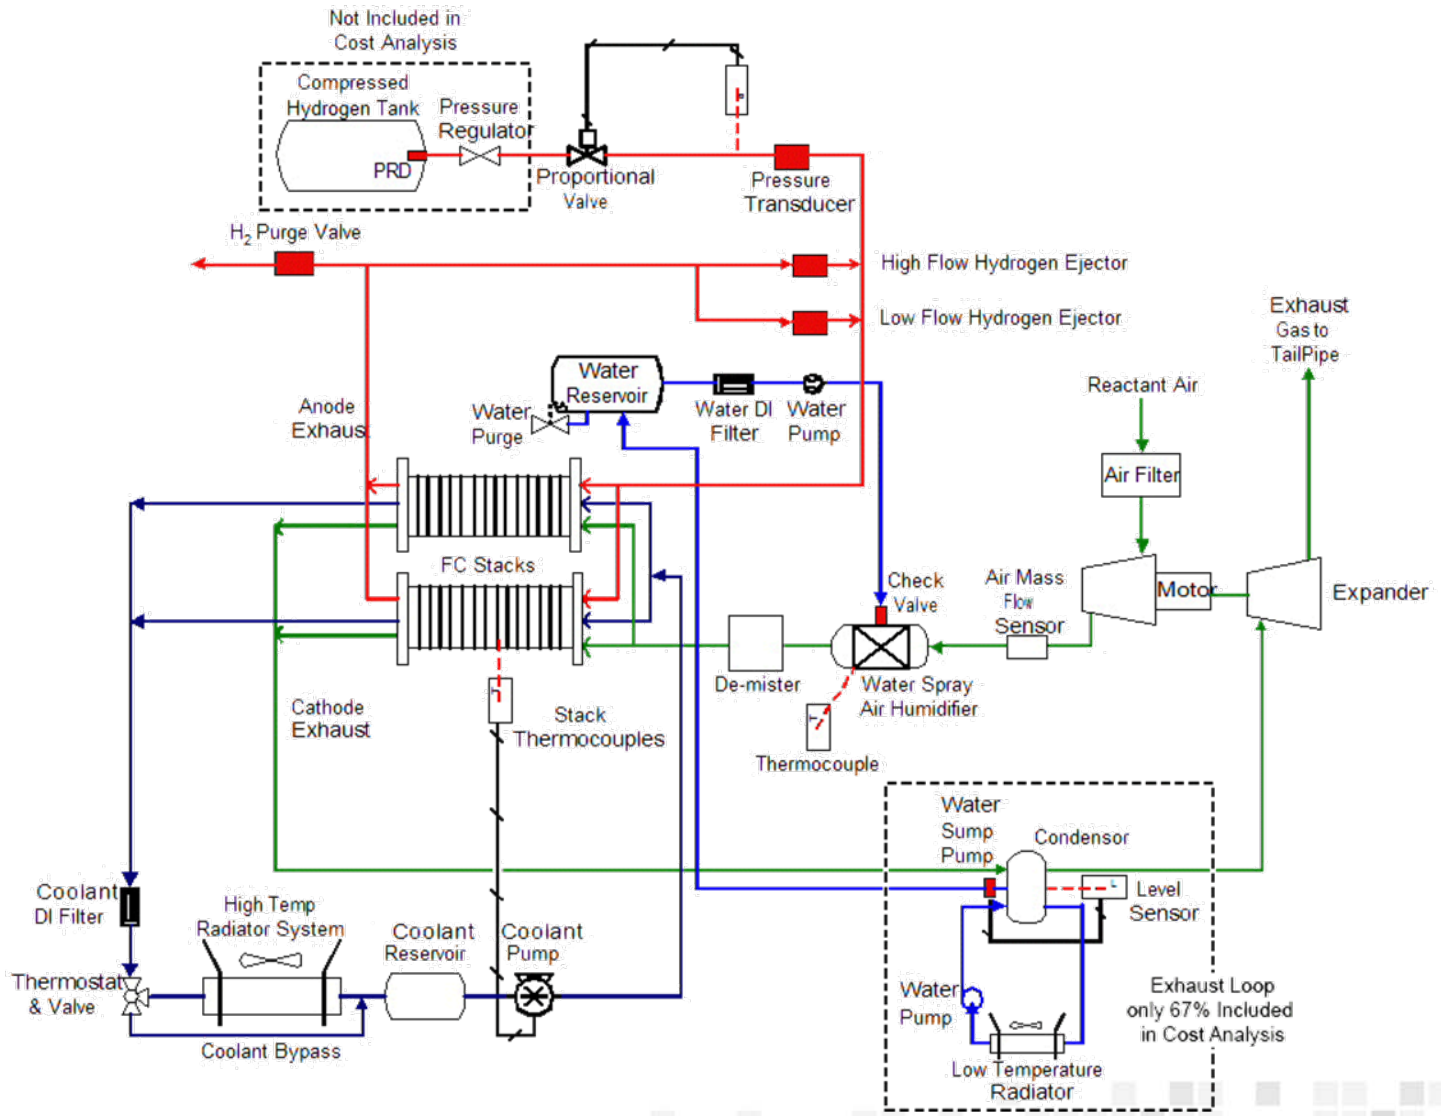 Not Included in
Cost Analysis
Compressed
Hydrogen Tank
Pressure
Regulator
PRD
Proportional
Valve
Pressure
Transducer
H2 Purge Valve
High Flow Hydrogen Ejector
Low Flow Hydrogen Ejector
Exhaust
Gas to
TailPipe
Water
Reservoir
Reactant Air
Anode
Exhaust
Water
Purge
Water DI
Filter
Water
Pump
Air Filter
FC Stacks
Check
Valve
Air Mass
Flow
Sensor
Motor
Expander
De-mister
Water Spray
Air Humidifier
Cathode
Exhaust
Stack
Thermocouples
T
T
Thermocouple
Water
Sump
Pump
Condensor
L
Level
Sensor
Coolant
DI Filter
High Temp
Radiator System
Coolant
Reservoir
Coolant
Pump
Thermostat
& Valve
Water
Pump
Exhaust Loop
only 67% Included
in Cost Analysis
Coolant Bypass
Low Temperature
Radiator